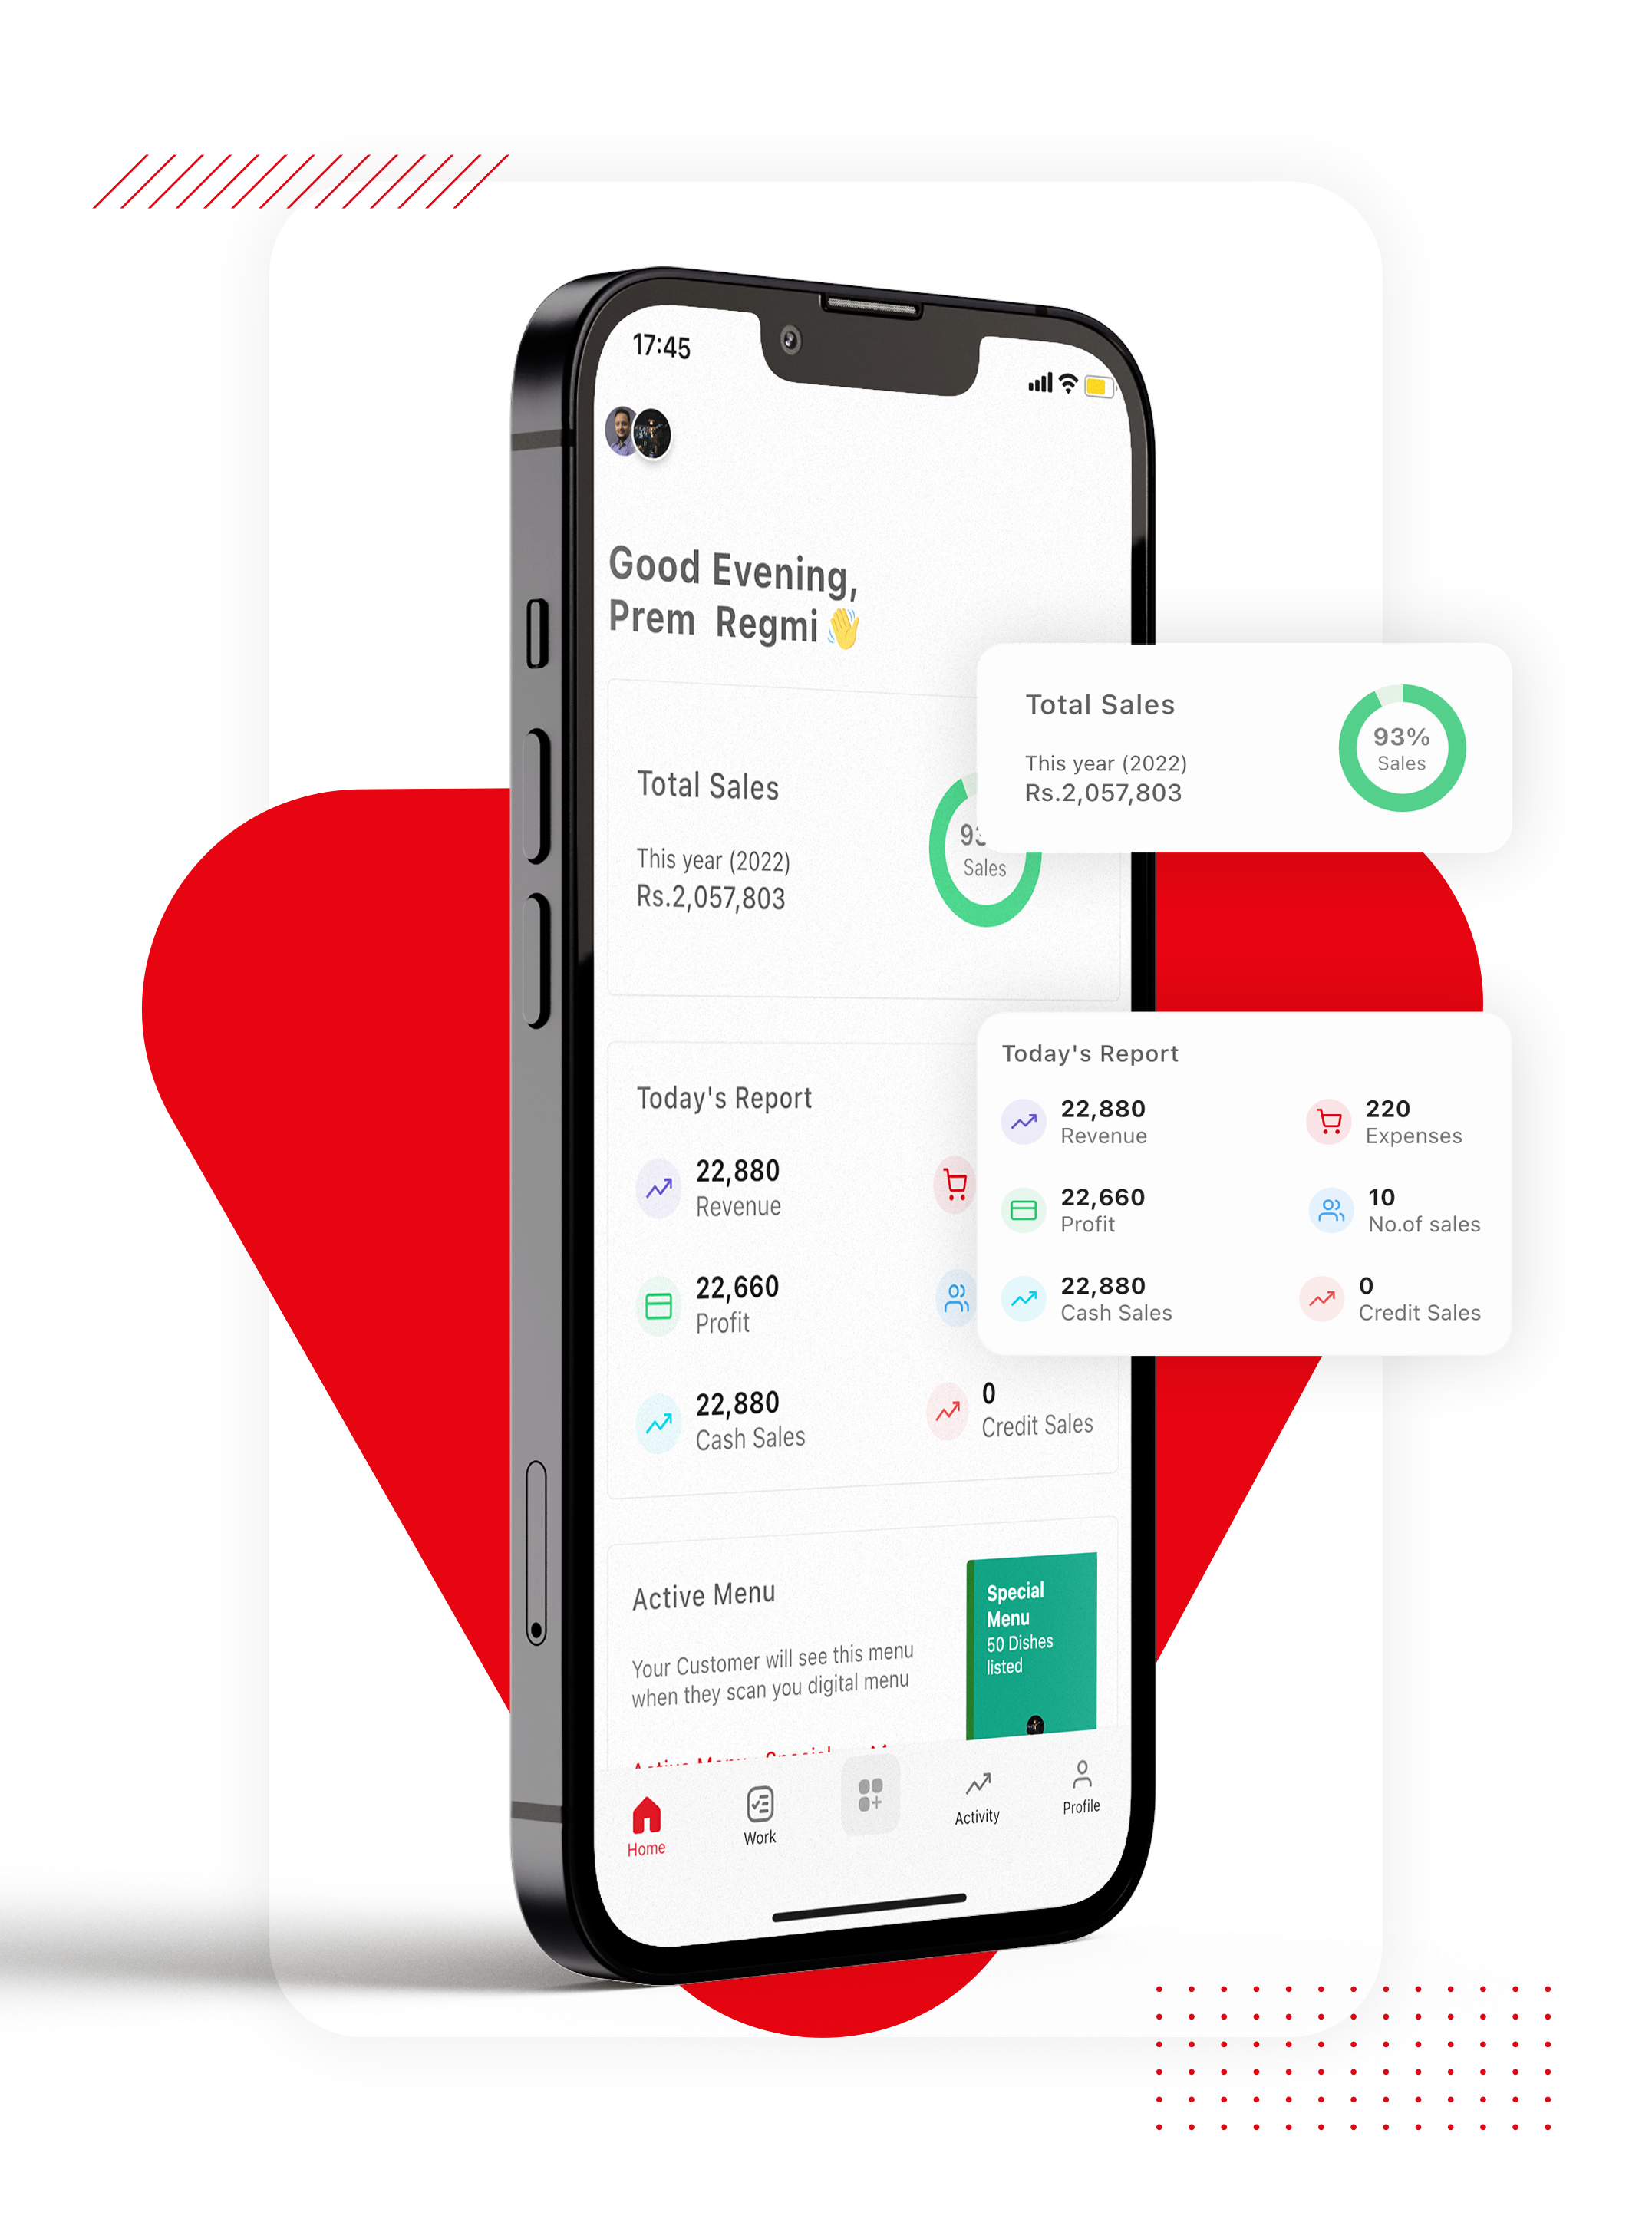 17:45
Good Evening,
Prem Regmi 👋
Total Sales
This year (2022)
Rs.2,057,803
Sales
Total Sales
This year (2022)
Rs.2,057,803
93%
Sales
Today's Report
22,880
Revenue
22,660
Profit
22,880
Cash Sales
0
Credit Sales
Today's Report
22,880
Revenue
220
Expenses
22,660
Profit
10
No.of sales
22,880
Cash Sales
0
Credit Sales
Active Menu
Your Customer will see this menu
when they scan you digital menu
Special
Menu
50 Dishes
listed
Home
Work
Activity
Profile